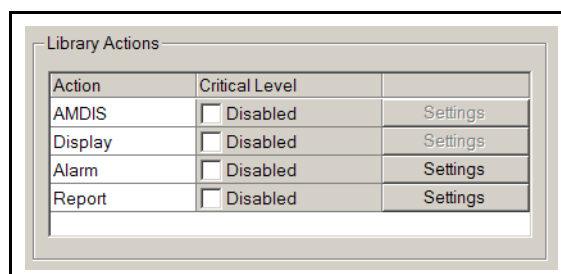 Library Actions
Action Critical Level
AMDIS Disabled Settings
Display Disabled Settings
Alarm Disabled Settings
Report Disabled Settings